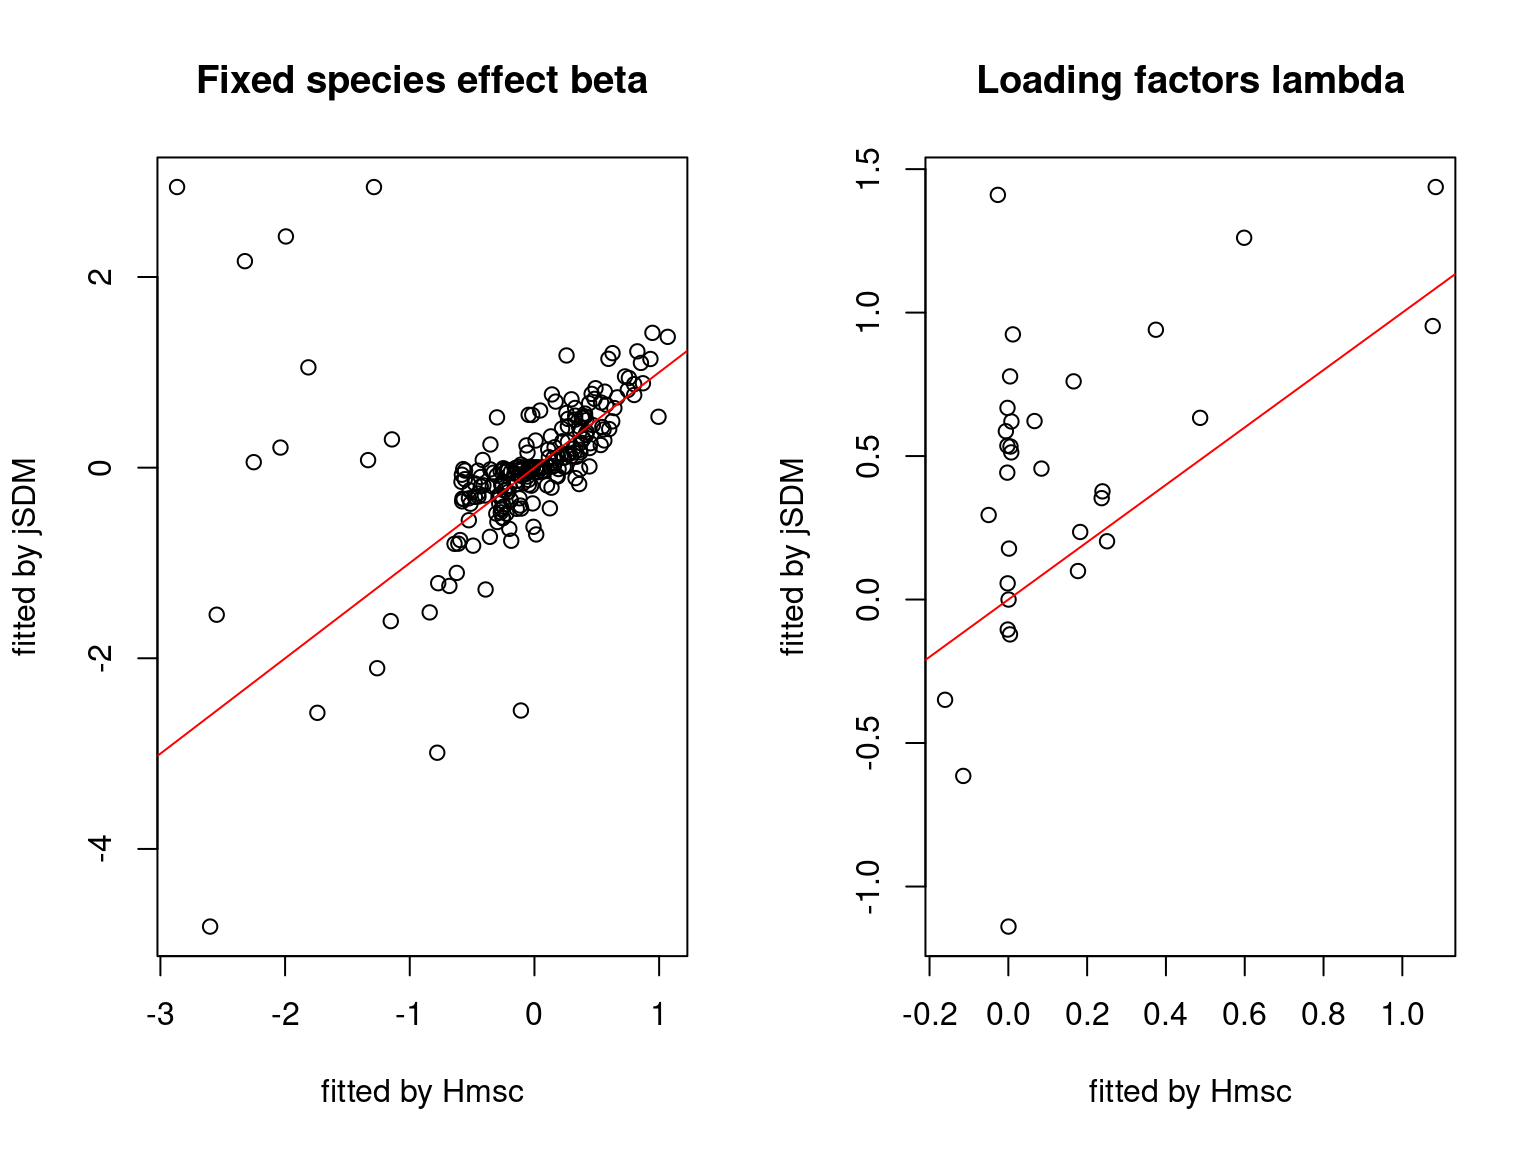 Fixed species effect beta
fitted by jSDM
2
0
-2
-4
-3 -2 -1 0 1
fitted by Hmsc
Loading factors lambda
fitted by jSDM
1.5
1.0
0.5
0.0
-0.5
-1.0
-0.2 0.0 0.2 0.4 0.6 0.8 1.0
fitted by Hmsc